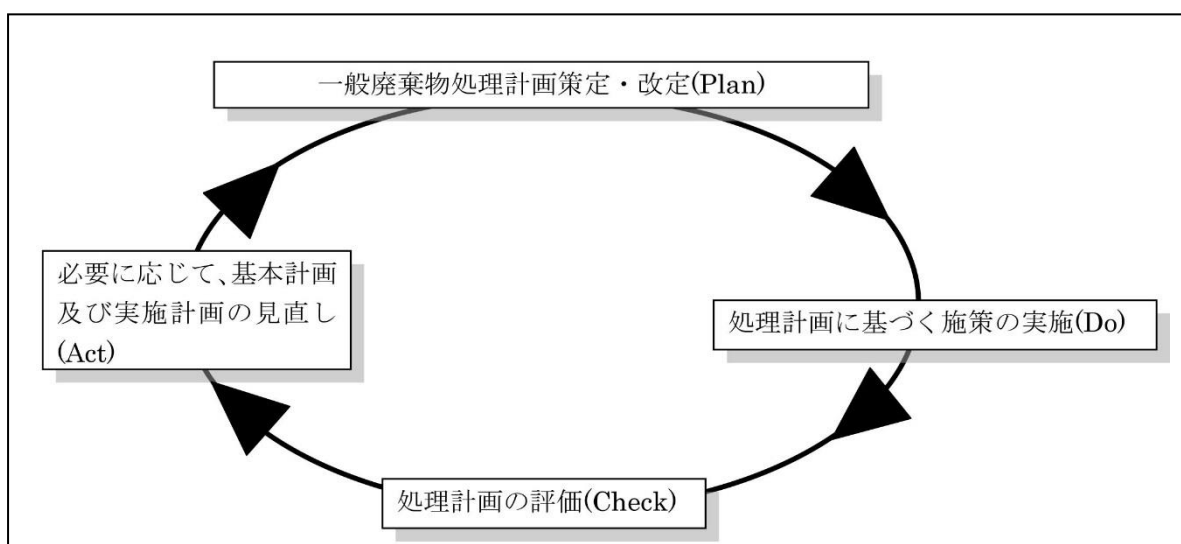 一般廃棄物処理計画策定・改定(Plan)
必要に応じて、基本計画
及び実施計画の見直し
(Act)
処理計画に基づく施策の実施(Do)
処理計画の評価(Check)